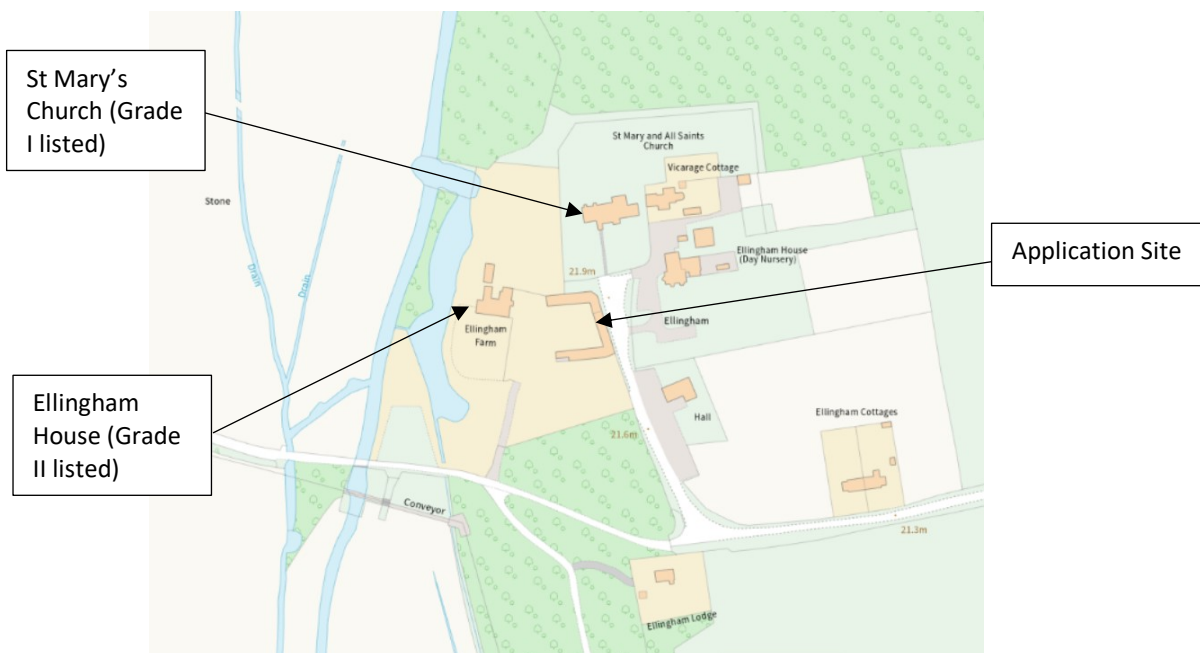 St Mary’s
Church (Grade
I listed)
St Mary and All Saints
Church
Vicarage Cottage
Stone
Application Site
Drain
Drain
Ellingham House
(Day Nursery)
21.9m
Ellingham
Ellingham
Farm
Ellingham
House (Grade
II listed)
Hall
Ellingham Cottages
21.6m
Conveyor
21.3m
Ellingham Lodge